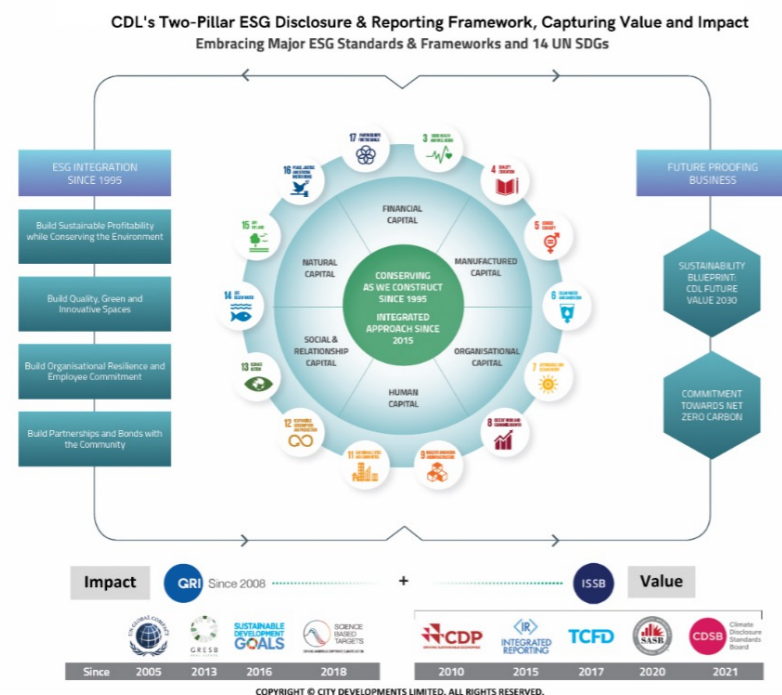 CDL's Two-Pillar ESG Disclosure & Reporting Framework, Capturing Value and Impact
Embracing Major ESG Standards & Frameworks and 14 UN SDGs
ESG INTEGRATION
SINCE 1995
Build Sustainable Profitability
while Conserving the Environment
Build Quality, Green and
Innovative Spaces
Build Organisational Resilience and
Employee Commitment
Build Partnerships and Bonds with
the Community
17
3
16
4
QUALITY
EDUCATION
15
5
GENDER
EQUALITY
14
6
13
CLIMATE
ACTION
7
12
8
11
9
FINANCIAL
CAPITAL
MANUFACTURED
CAPITAL
ORGANISATIONAL
CAPITAL
HUMAN
CAPITAL
SOCIAL &
RELATIONSHIP
CAPITAL
NATURAL
CAPITAL
CONSERVING
AS WE CONSTRUCT
SINCE 1995
INTEGRATED
APPROACH SINCE
2015
FUTURE PROOFING
BUSINESS
SUSTAINABILITY
BLUEPRINT:
CDL FUTURE
VALUE 2030
COMMITMENT
TOWARDS NET
ZERO CARBON
Impact
GRI Since 2008
+
ISSB
Value
GRESB
SUSTAINABLE
DEVELOPMENT
GOALS
SCIENCE
BASED
TARGETS
CDP
<IR>
INTEGRATED
REPORTING
TCFD
SASB
CDSB
Climate
Disclosure
Standards
Board
Since 2005 2013 2016 2018
2010 2015 2017 2020 2021
COPYRIGHT © CITY DEVELOPMENTS LIMITED. ALL RIGHTS RESERVED.